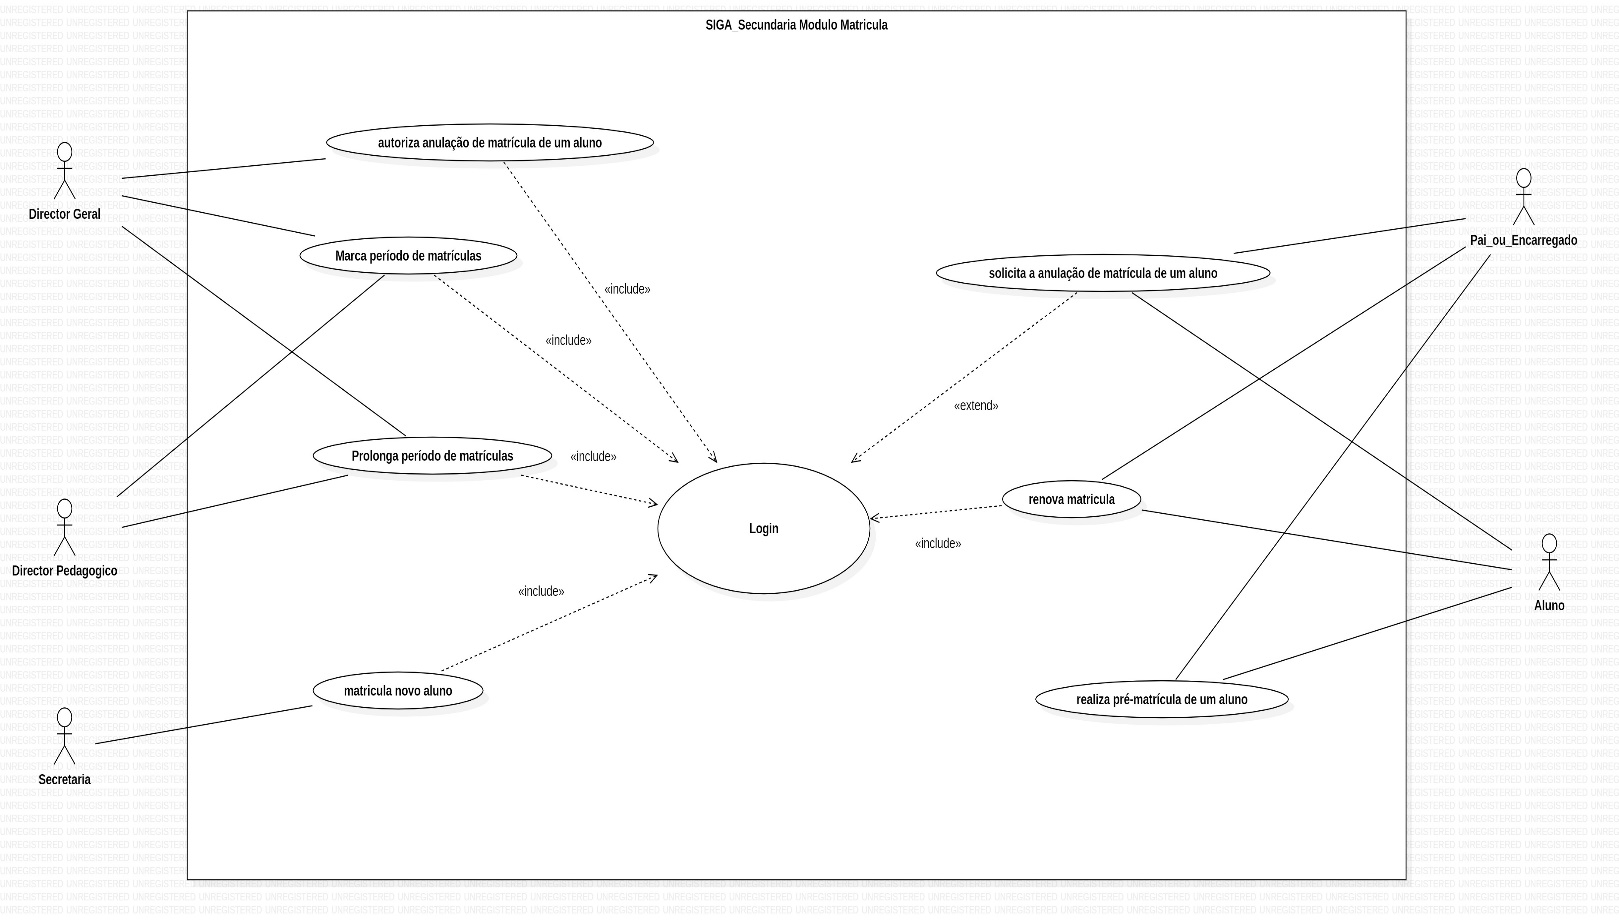 SIGA_Secundaria Modulo Matricula
autoriza anulação de matrícula de um aluno
Director Geral
Pai_ou_Encarregado
Marca período de matrículas
solicita a anulação de matrícula de um aluno
«include»
«include»
«extend»
Prolonga período de matrículas
«include»
renova matricula
Login
«include»
Director Pedagogico
«include»
Aluno
matricula novo aluno
realiza pré-matrícula de um aluno
Secretaria
UNREGISTERED